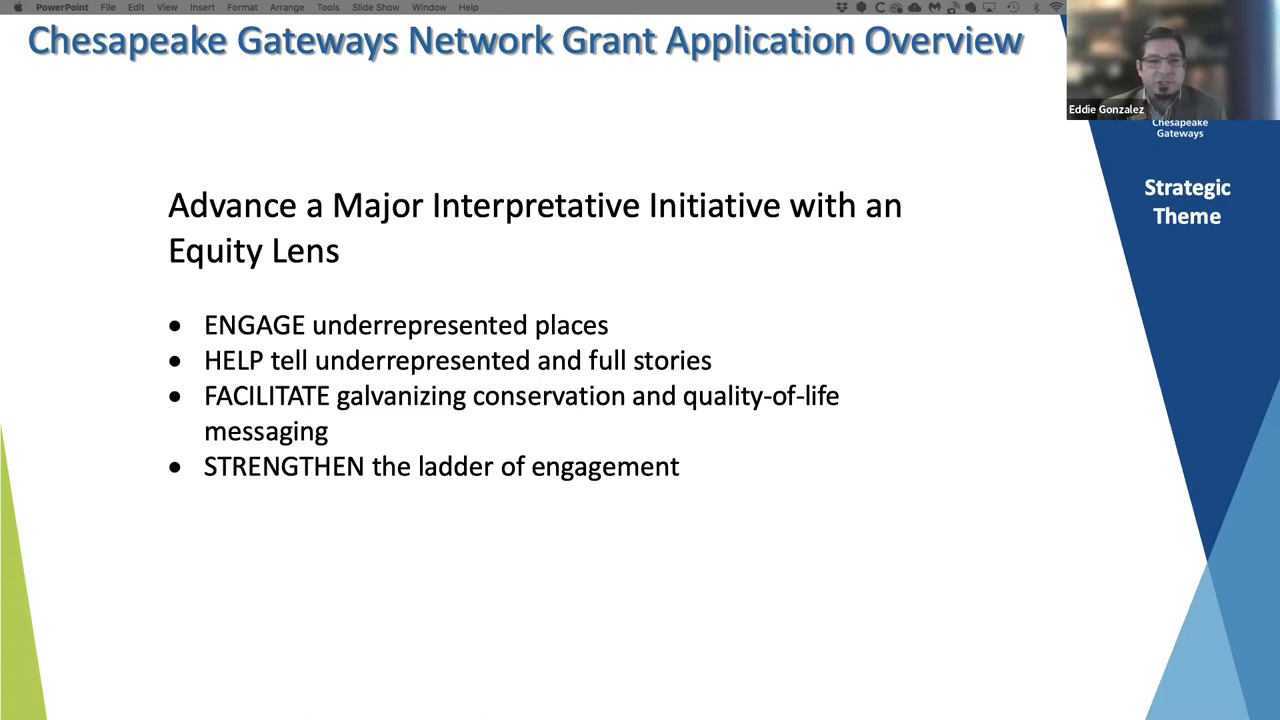 PowerPoint File Edit View Insert Format Arrange Tools Slide Show Window Help
Chesapeake Gateways Network Grant Application Overview
Eddie Gonzalez
Chesapeake
Gateways
Strategic
Theme
Advance a Major Interpretative Initiative with an
Equity Lens
• ENGAGE underrepresented places
• HELP tell underrepresented and full stories
• FACILITATE galvanizing conservation and quality-of-life
messaging
• STRENGTHEN the ladder of engagement